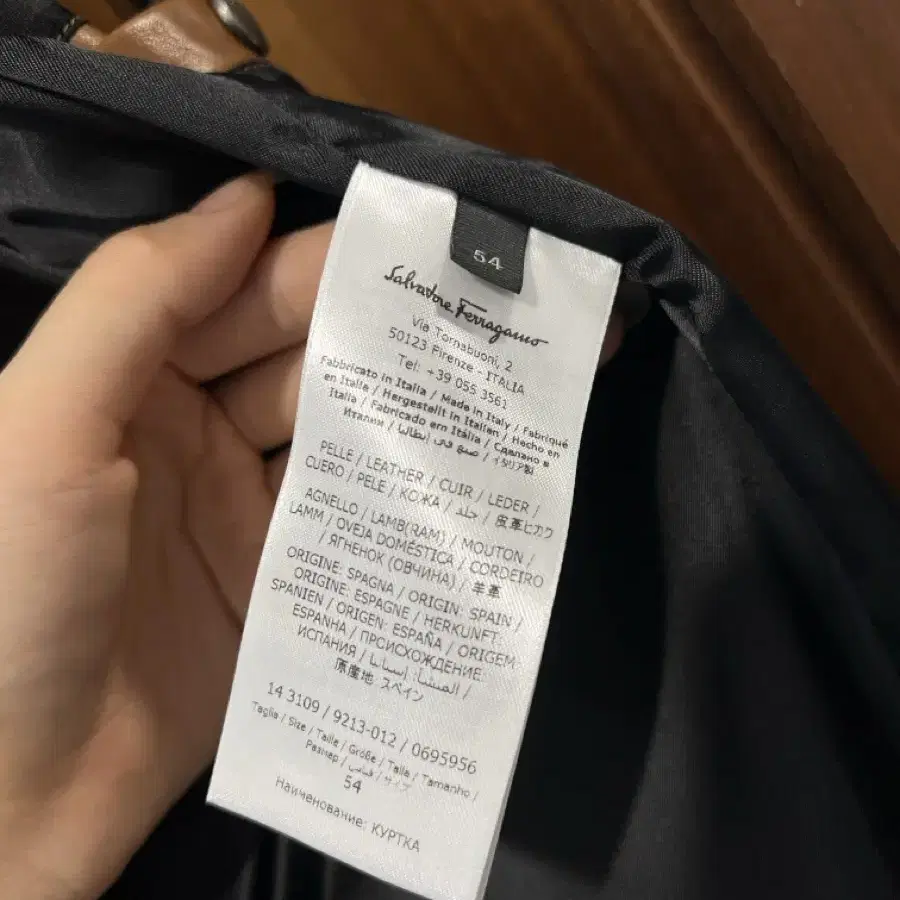 54
Salvatore Ferragamo
Via Tornabuoni, 2
50123 Firenze - ITALIA
Tel: +39 055 3561
Fabbricato in Italia / Made in Italy / Fabriqué
en Italie / Hergestellt in Italien / Hecho en
Italia / Fabricado em Itália / Сделано в
Италии / صنع في إيطاليا / イタリア製
PELLE / LEATHER / CUIR / LEDER /
CUERO / PELE / КОЖА / جلد / 皮革ヒカク
AGNELLO / LAMB(RAM) / MOUTON /
LAMM / OVEJA DOMÉSTICA / CORDEIRO
/ ЯГНЕНОК (ОВЧИНА) / 羊革
ORIGINE: SPAGNA / ORIGIN: SPAIN /
ORIGINE: ESPAGNE / HERKUNFT:
SPANIEN / ORIGEN: ESPAÑA / ORIGEM:
ESPANHA / ПРОИСХОЖДЕНИЕ:
ИСПАНИЯ / المنشأ: إسبانيا /
原産地: スペイン
14 3109 / 9213-012 / 0695956
Taglia / Size / Taille / Größe / Talla / Tamanho /
Размер / قياس / サイズ
54
Наименование: КУРТКА